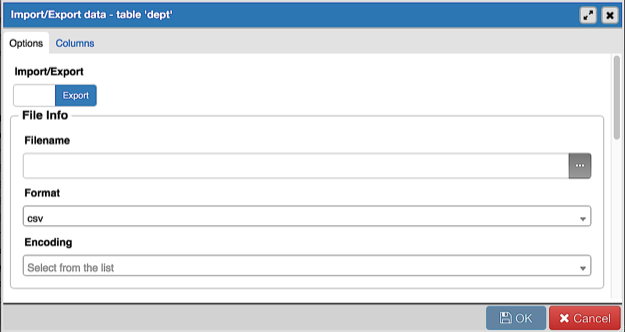 Import/Export data - table 'dept'
Options Columns
Import/Export
Export
File Info
Filename
...
Format
csv
Encoding
Select from the list
OK Cancel